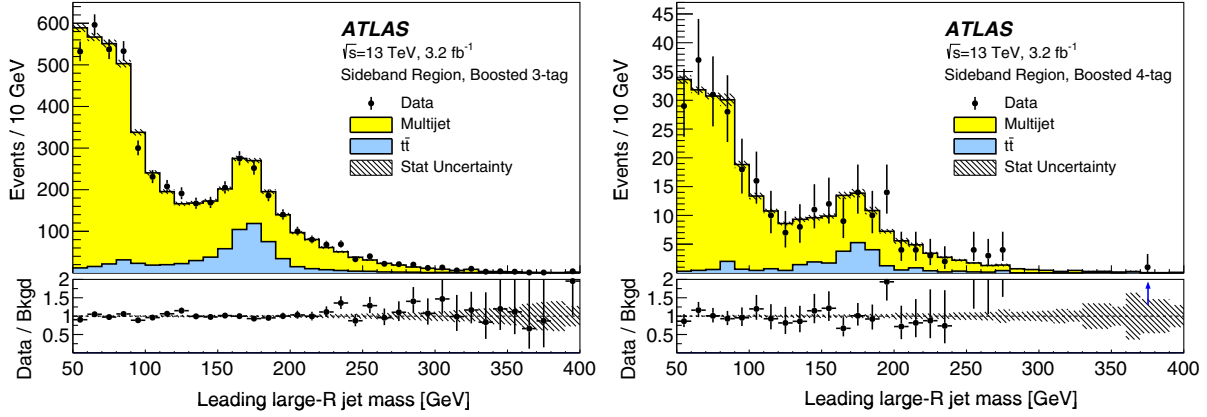 Events / 10 GeV
600
500
400
300
200
100
ATLAS
√s=13 TeV, 3.2 fb⁻¹
Sideband Region, Boosted 3-tag
Data
Multijet
tt̄
Stat Uncertainty
Data / Bkgd
2
1.5
1
0.5
50 100 150 200 250 300 350 400
Leading large-R jet mass [GeV]
Events / 10 GeV
45
40
35
30
25
20
15
10
5
ATLAS
√s=13 TeV, 3.2 fb⁻¹
Sideband Region, Boosted 4-tag
Data
Multijet
tt̄
Stat Uncertainty
Data / Bkgd
2
1.5
1
0.5
50 100 150 200 250 300 350 400
Leading large-R jet mass [GeV]